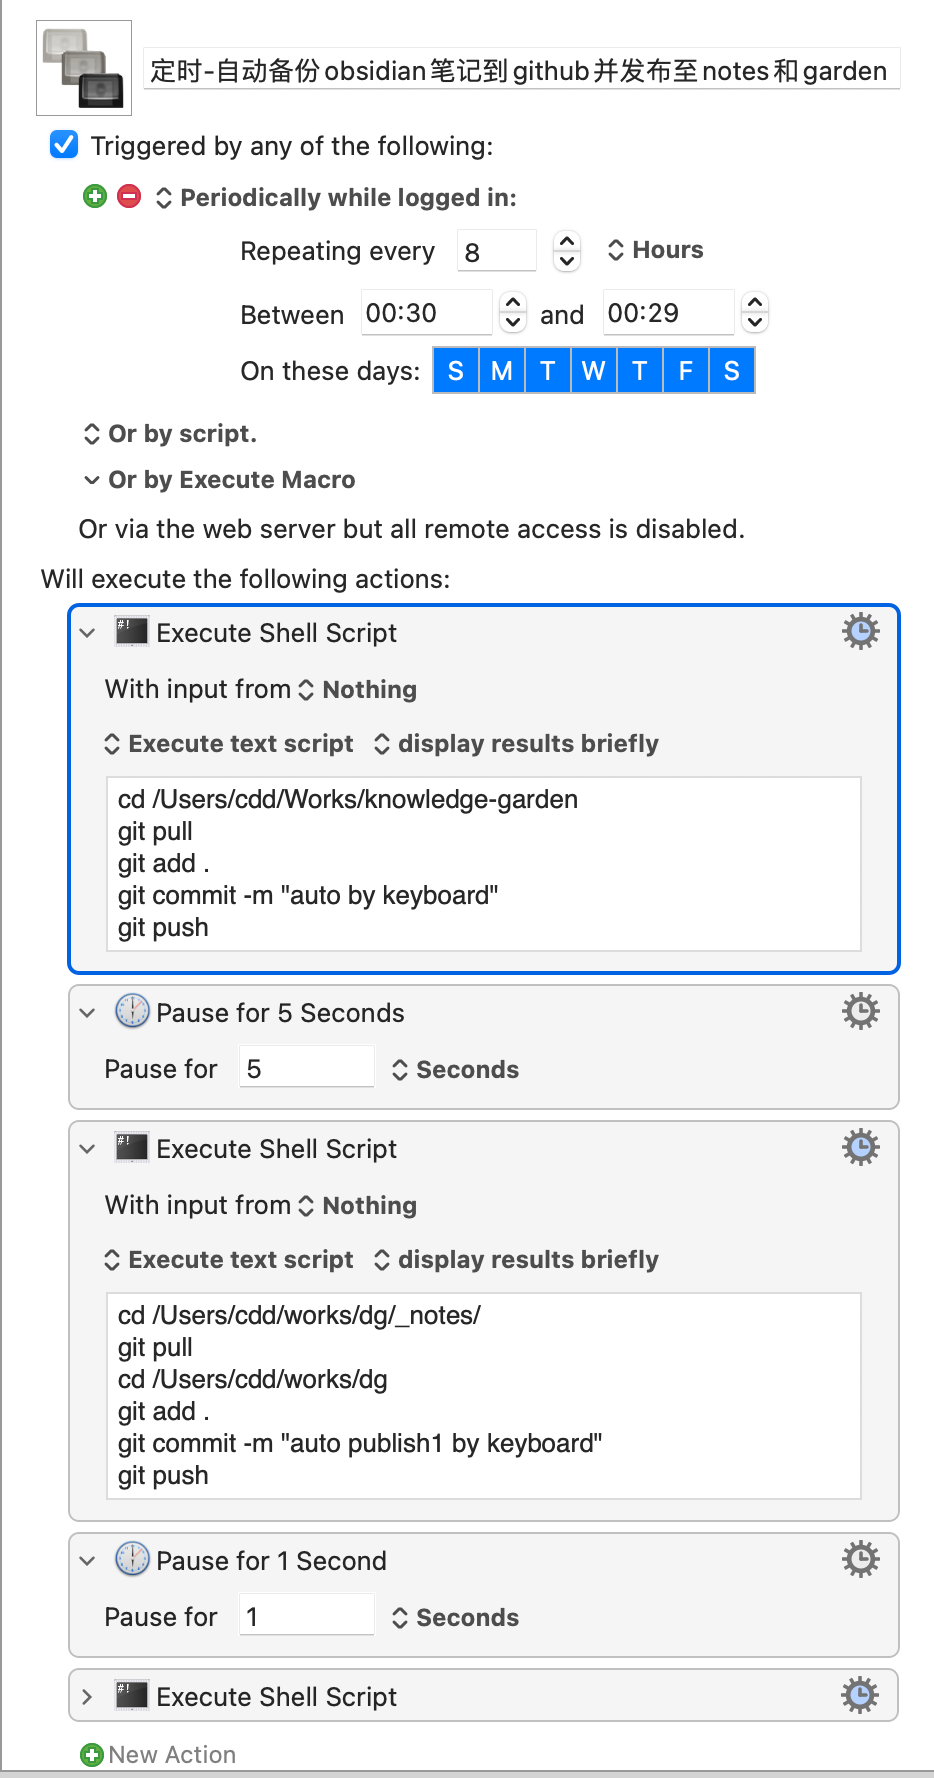 定时-自动备份obsidian笔记到github并发布至notes和garden
Triggered by any of the following:
Periodically while logged in:
Repeating every 8 Hours
Between 00:30 and 00:29
On these days: S M T W T F S
Or by script.
Or by Execute Macro
Or via the web server but all remote access is disabled.
Will execute the following actions:
#! Execute Shell Script
With input from Nothing
Execute text script display results briefly
cd /Users/cdd/Works/knowledge-garden
git pull
git add .
git commit -m "auto by keyboard"
git push
Pause for 5 Seconds
Pause for 5 Seconds
#! Execute Shell Script
With input from Nothing
Execute text script display results briefly
cd /Users/cdd/works/dg/_notes/
git pull
cd /Users/cdd/works/dg
git add .
git commit -m "auto publish1 by keyboard"
git push
Pause for 1 Second
Pause for 1 Seconds
#! Execute Shell Script
New Action